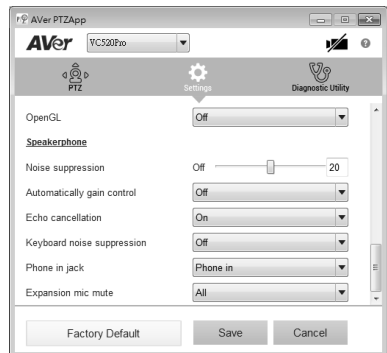 AVer PTZApp
AVer VC520Pro
PTZ Settings Diagnostic Utility
OpenGL Off
Speakerphone
Noise suppression Off 20
Automatically gain control Off
Echo cancellation On
Keyboard noise suppression Off
Phone in jack Phone in
Expansion mic mute All
Factory Default Save Cancel